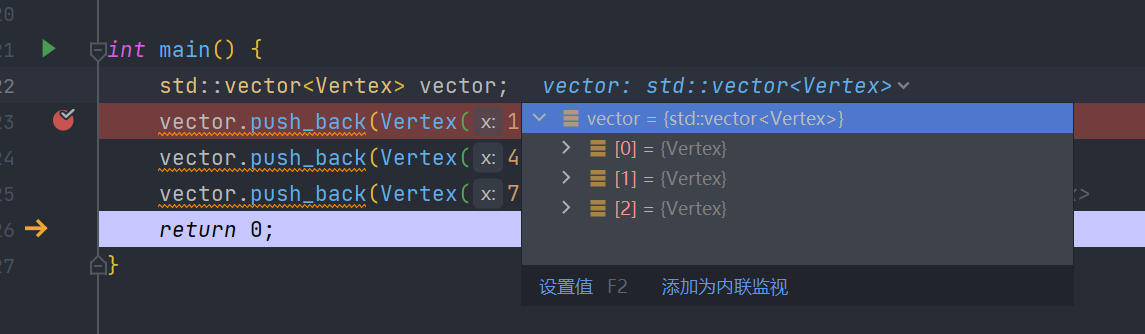 20
21 int main() {
22 std::vector<Vertex> vector; vector: std::vector<Vertex>
23 vector.push_back(Vertex( x: 1
24 vector.push_back(Vertex( x: 4
25 vector.push_back(Vertex( x: 7
26 return 0;
27 }
vector = {std::vector<Vertex>}
[0] = {Vertex}
[1] = {Vertex}
[2] = {Vertex}
设置值 F2 添加为内联监视